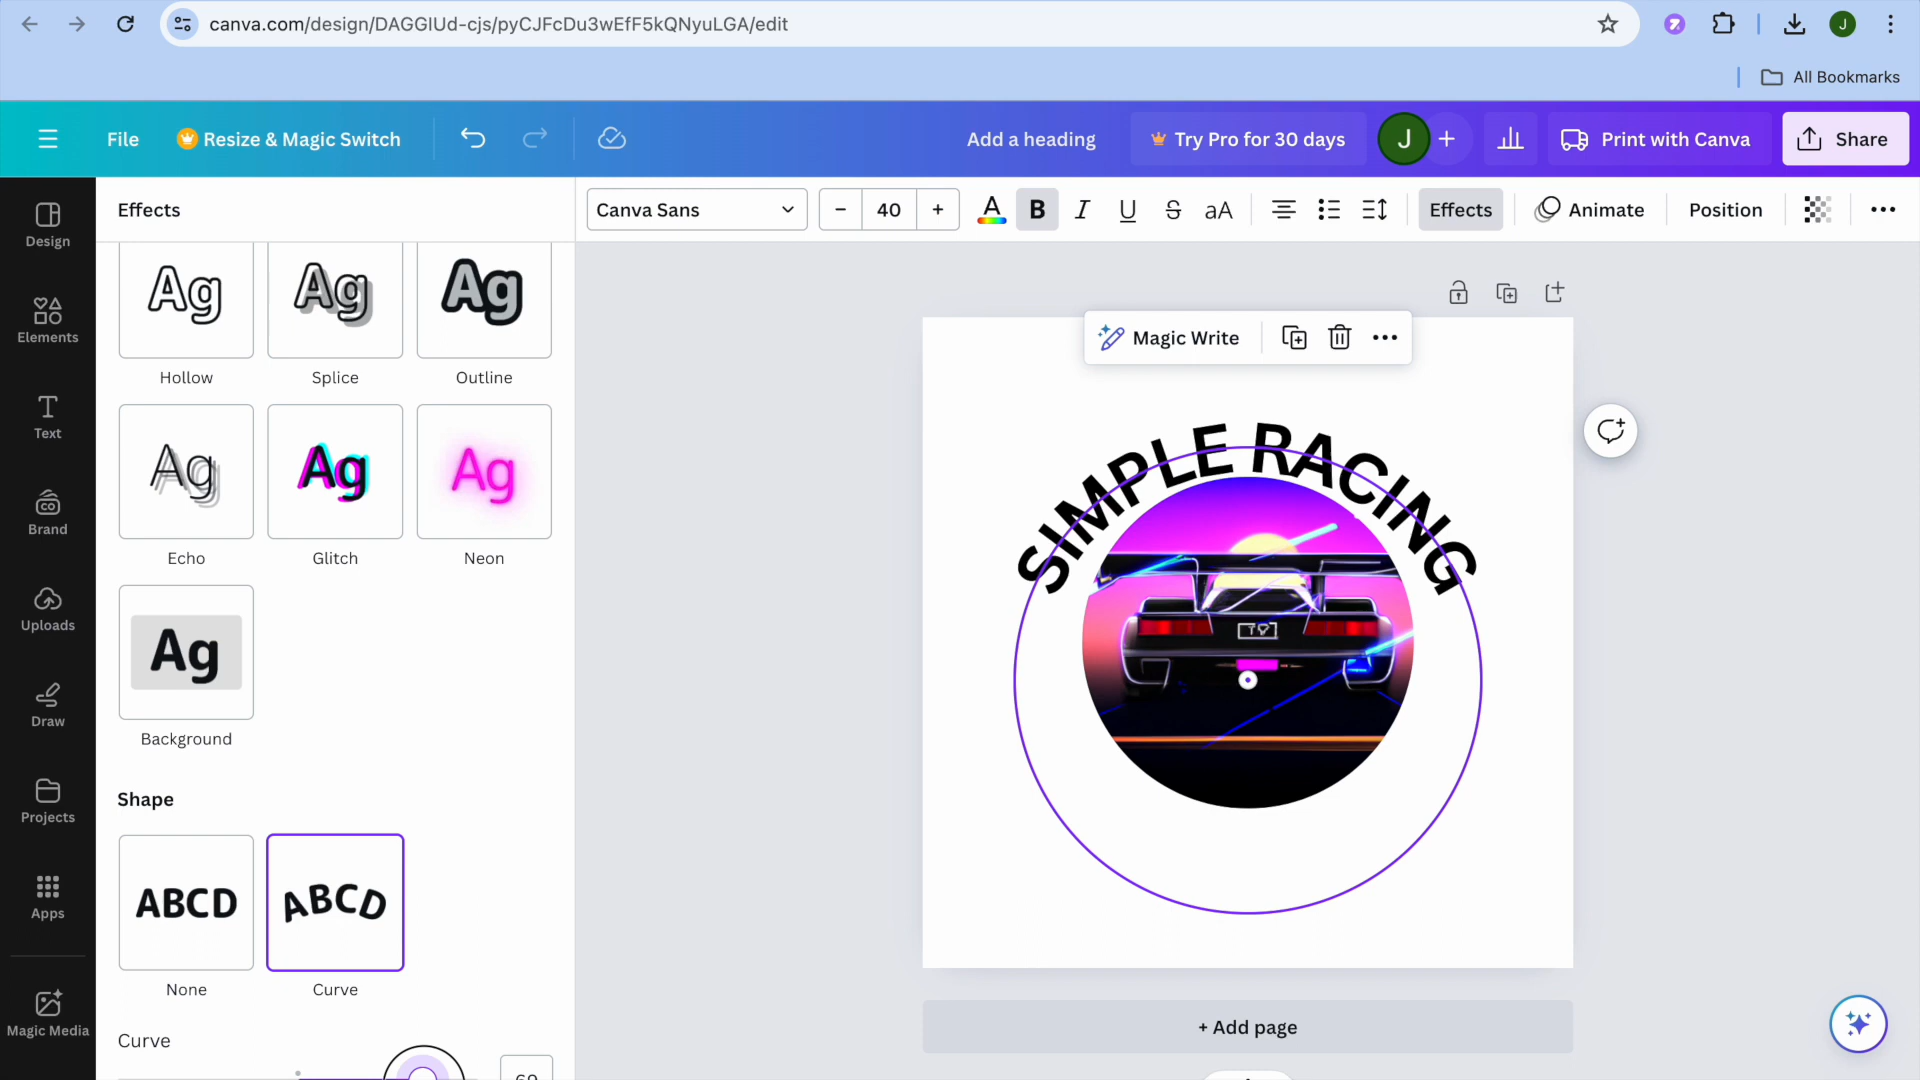 canva.com/design/DAGGlUd-cjs/pyCJFcDu3wEfF5kQNyuLGA/edit
J
All Bookmarks
File
Resize & Magic Switch
Add a heading
Try Pro for 30 days
J
Print with Canva
Share
Effects
Canva Sans
40
B
I
U
S
aA
Effects
Animate
Position
Design
Elements
Text
Brand
Uploads
Draw
Projects
Apps
Magic Media
Ag
Ag
Ag
Hollow
Splice
Outline
Ag
Ag
Ag
Echo
Glitch
Neon
Ag
Background
Shape
ABCD
ABCD
None
Curve
Curve
Magic Write
SIMPLE RACING
+ Add page